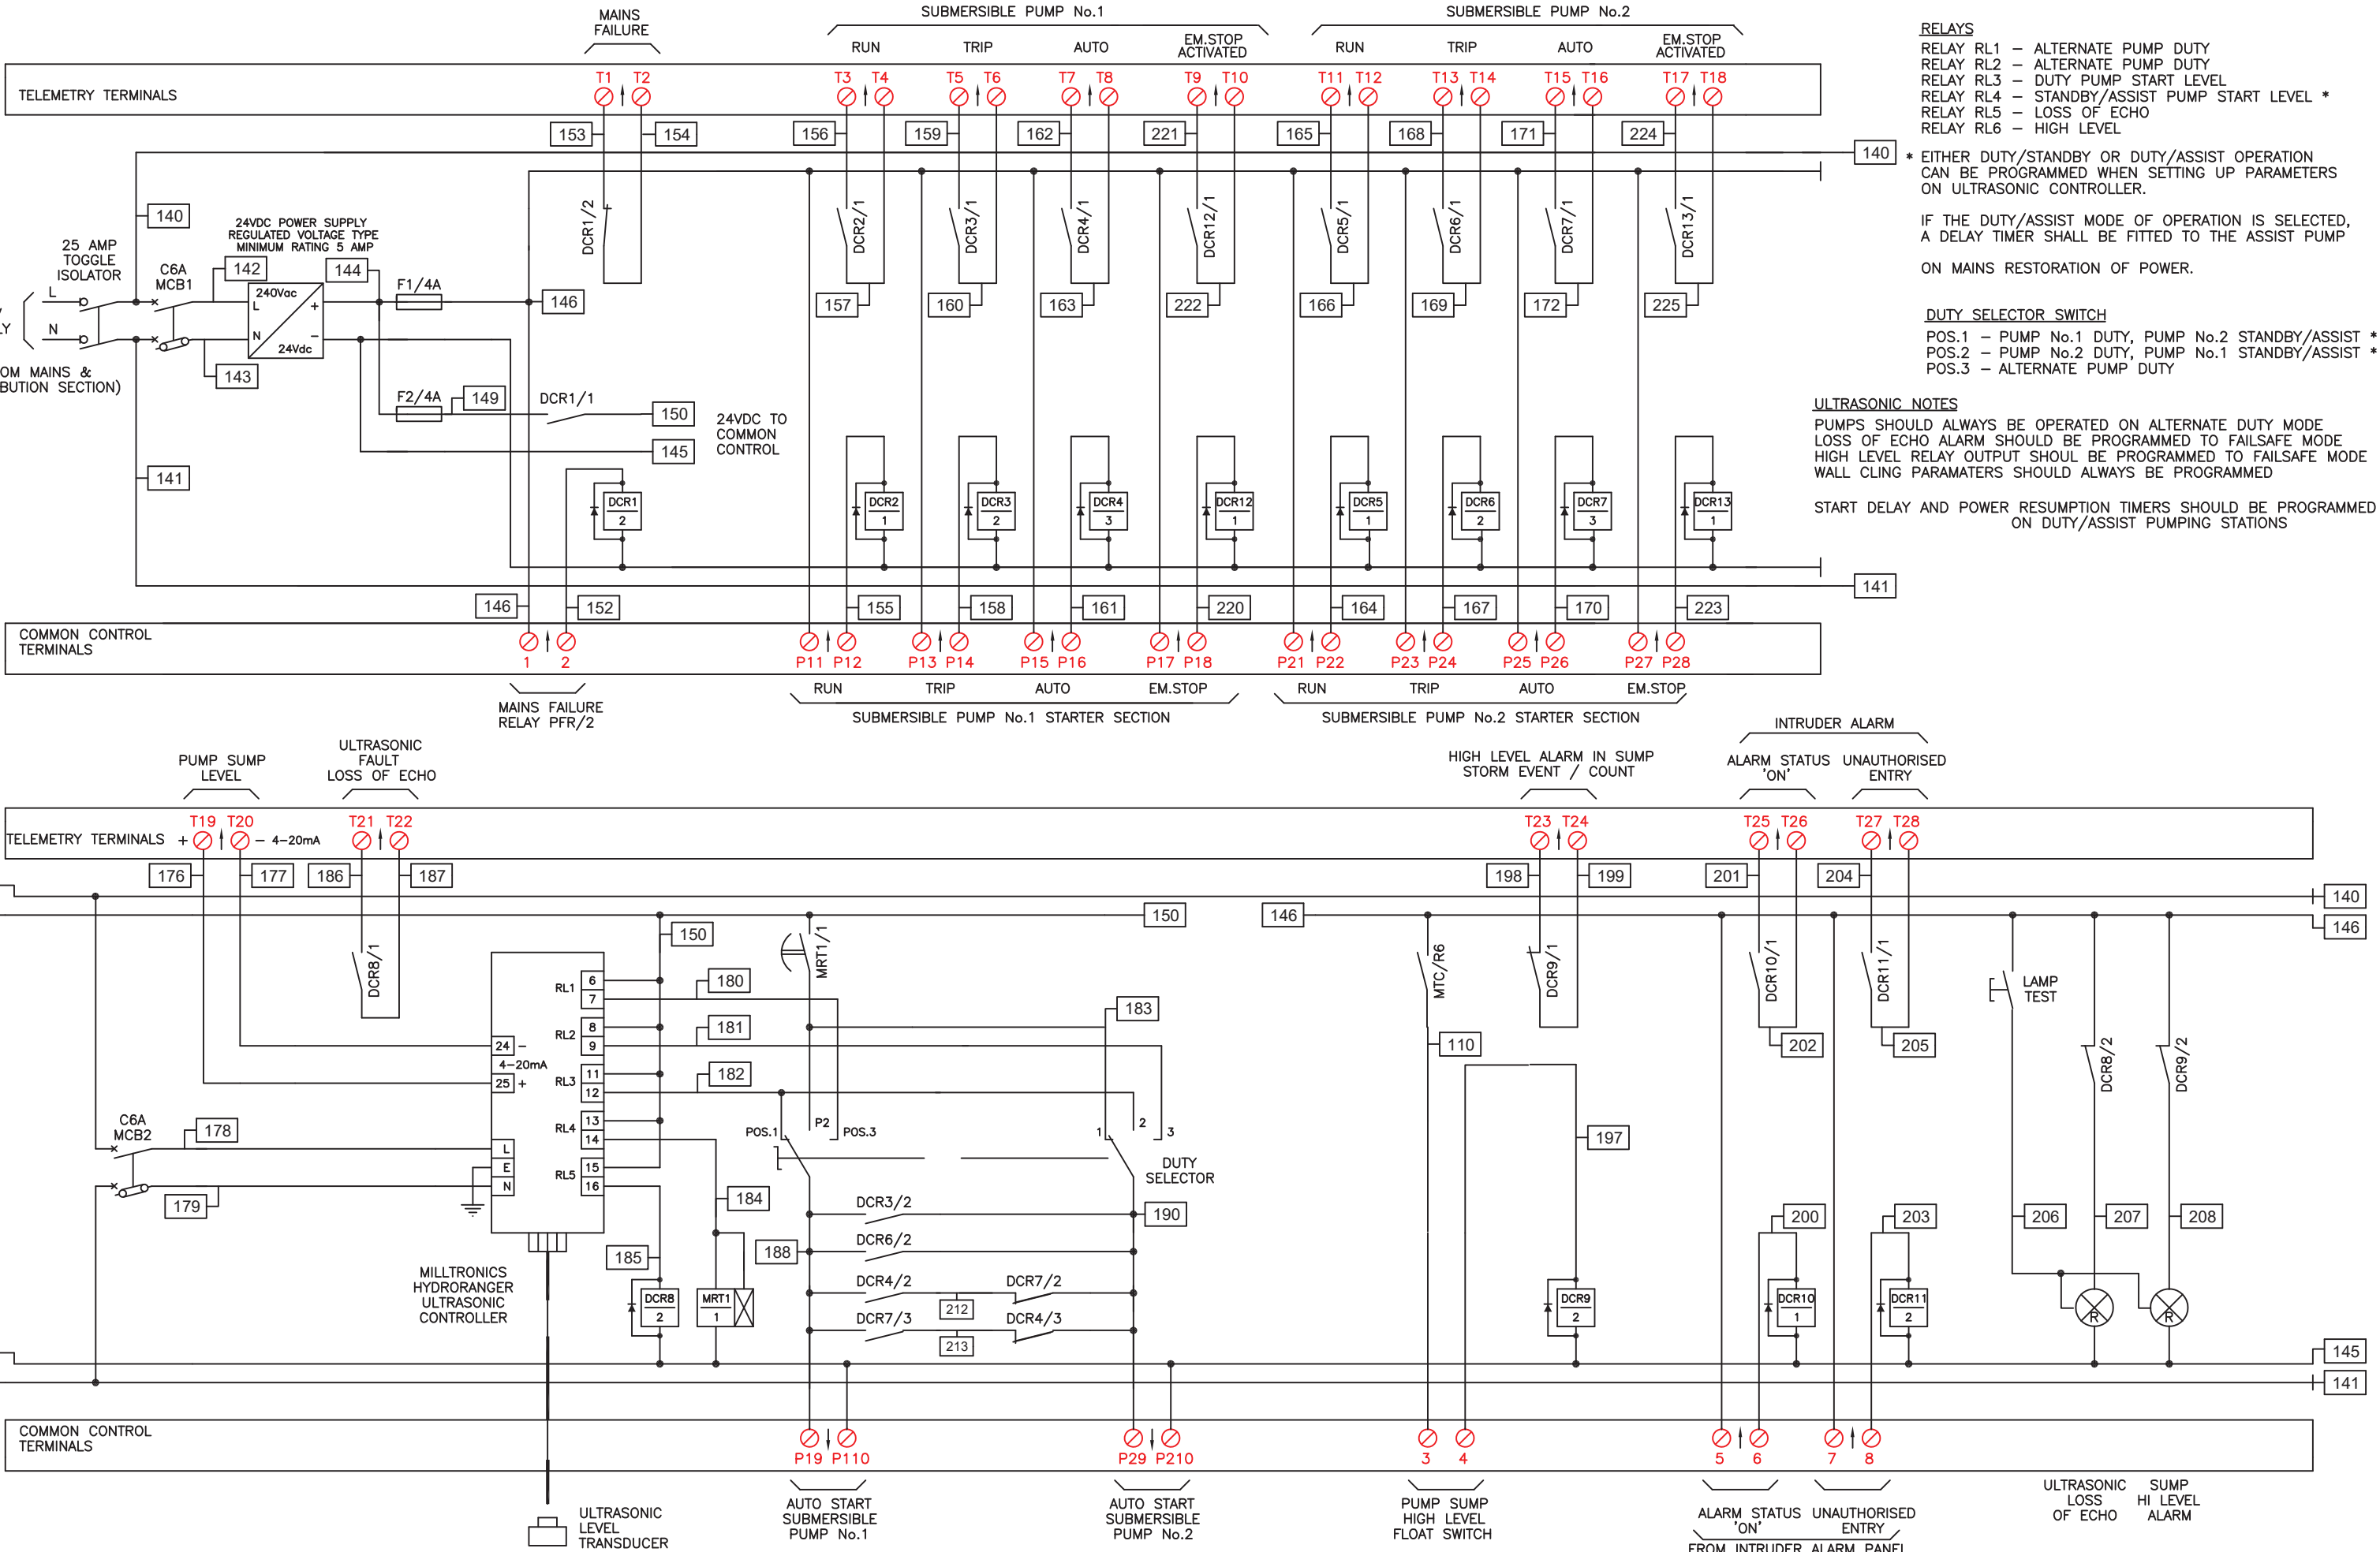 MAINS
FAILURE
SUBMERSIBLE PUMP No.1
SUBMERSIBLE PUMP No.2
RUN TRIP AUTO EM.STOP
ACTIVATED
RUN TRIP AUTO EM.STOP
ACTIVATED
TELEMETRY TERMINALS
T1 T2 T3 T4 T5 T6 T7 T8 T9 T10 T11 T12 T13 T14 T15 T16 T17 T18
153 154 156 159 162 221 165 168 171 224
140
RELAYS
RELAY RL1 – ALTERNATE PUMP DUTY
RELAY RL2 – ALTERNATE PUMP DUTY
RELAY RL3 – DUTY PUMP START LEVEL
RELAY RL4 – STANDBY/ASSIST PUMP START LEVEL *
RELAY RL5 – LOSS OF ECHO
RELAY RL6 – HIGH LEVEL
* EITHER DUTY/STANDBY OR DUTY/ASSIST OPERATION
CAN BE PROGRAMMED WHEN SETTING UP PARAMETERS
ON ULTRASONIC CONTROLLER.
IF THE DUTY/ASSIST MODE OF OPERATION IS SELECTED,
A DELAY TIMER SHALL BE FITTED TO THE ASSIST PUMP
ON MAINS RESTORATION OF POWER.
DUTY SELECTOR SWITCH
POS.1 – PUMP No.1 DUTY, PUMP No.2 STANDBY/ASSIST *
POS.2 – PUMP No.2 DUTY, PUMP No.1 STANDBY/ASSIST *
POS.3 – ALTERNATE PUMP DUTY
ULTRASONIC NOTES
PUMPS SHOULD ALWAYS BE OPERATED ON ALTERNATE DUTY MODE
LOSS OF ECHO ALARM SHOULD BE PROGRAMMED TO FAILSAFE MODE
HIGH LEVEL RELAY OUTPUT SHOUL BE PROGRAMMED TO FAILSAFE MODE
WALL CLING PARAMATERS SHOULD ALWAYS BE PROGRAMMED
START DELAY AND POWER RESUMPTION TIMERS SHOULD BE PROGRAMMED
ON DUTY/ASSIST PUMPING STATIONS
DCR1/2 DCR2/1 DCR3/1 DCR4/1 DCR12/1 DCR5/1 DCR6/1 DCR7/1 DCR13/1
140
25 AMP
TOGGLE
ISOLATOR
C6A
MCB1
24VDC POWER SUPPLY
REGULATED VOLTAGE TYPE
MINIMUM RATING 5 AMP
142 144
L
N
240Vac
L
N
+
–
24Vdc
F1/4A
146
157 160 163 222 166 169 172 225
OM MAINS &
BUTION SECTION)
143
F2/4A
149
DCR1/1
150
145
24VDC TO
COMMON
CONTROL
141
DCR1
2
DCR2
1
DCR3
2
DCR4
3
DCR12
1
DCR5
1
DCR6
2
DCR7
3
DCR13
1
141
146 152 155 158 161 220 164 167 170 223
COMMON CONTROL
TERMINALS
1 2 P11 P12 P13 P14 P15 P16 P17 P18 P21 P22 P23 P24 P25 P26 P27 P28
MAINS FAILURE
RELAY PFR/2
RUN TRIP AUTO EM.STOP
SUBMERSIBLE PUMP No.1 STARTER SECTION
RUN TRIP AUTO EM.STOP
SUBMERSIBLE PUMP No.2 STARTER SECTION
PUMP SUMP
LEVEL
ULTRASONIC
FAULT
LOSS OF ECHO
HIGH LEVEL ALARM IN SUMP
STORM EVENT / COUNT
INTRUDER ALARM
ALARM STATUS
'ON'
UNAUTHORISED
ENTRY
TELEMETRY TERMINALS + T19 T20 – 4–20mA T21 T22 T23 T24 T25 T26 T27 T28
176 177 186 187 198 199 201 204
140
150 146 146
150
DCR8/1
MRT1/1
MTC/R6
DCR9/1
DCR10/1
DCR11/1
LAMP
TEST
DCR8/2
DCR9/2
RL1 6
7
180
RL2 8
9
181
183
RL3 11
12
182
RL4 13
14
RL5 15
16
24 –
4–20mA
25 +
L
E
N
110 202 205
C6A
MCB2
178
179
POS.1 P2 POS.3
1 2 3
DUTY
SELECTOR
197
184
185
188
190
DCR3/2
DCR6/2
DCR4/2 212 DCR7/2
DCR7/3 213 DCR4/3
200 203 206 207 208
MILLTRONICS
HYDRORANGER
ULTRASONIC
CONTROLLER
DCR8
2
MRT1
1
DCR9
2
DCR10
1
DCR11
2
R R
145
141
COMMON CONTROL
TERMINALS
P19 P110 P29 P210 3 4 5 6 7 8
ULTRASONIC
LEVEL
TRANSDUCER
AUTO START
SUBMERSIBLE
PUMP No.1
AUTO START
SUBMERSIBLE
PUMP No.2
PUMP SUMP
HIGH LEVEL
FLOAT SWITCH
ALARM STATUS
'ON'
UNAUTHORISED
ENTRY
FROM INTRUDER ALARM PANEL
ULTRASONIC
LOSS
OF ECHO
SUMP
HI LEVEL
ALARM